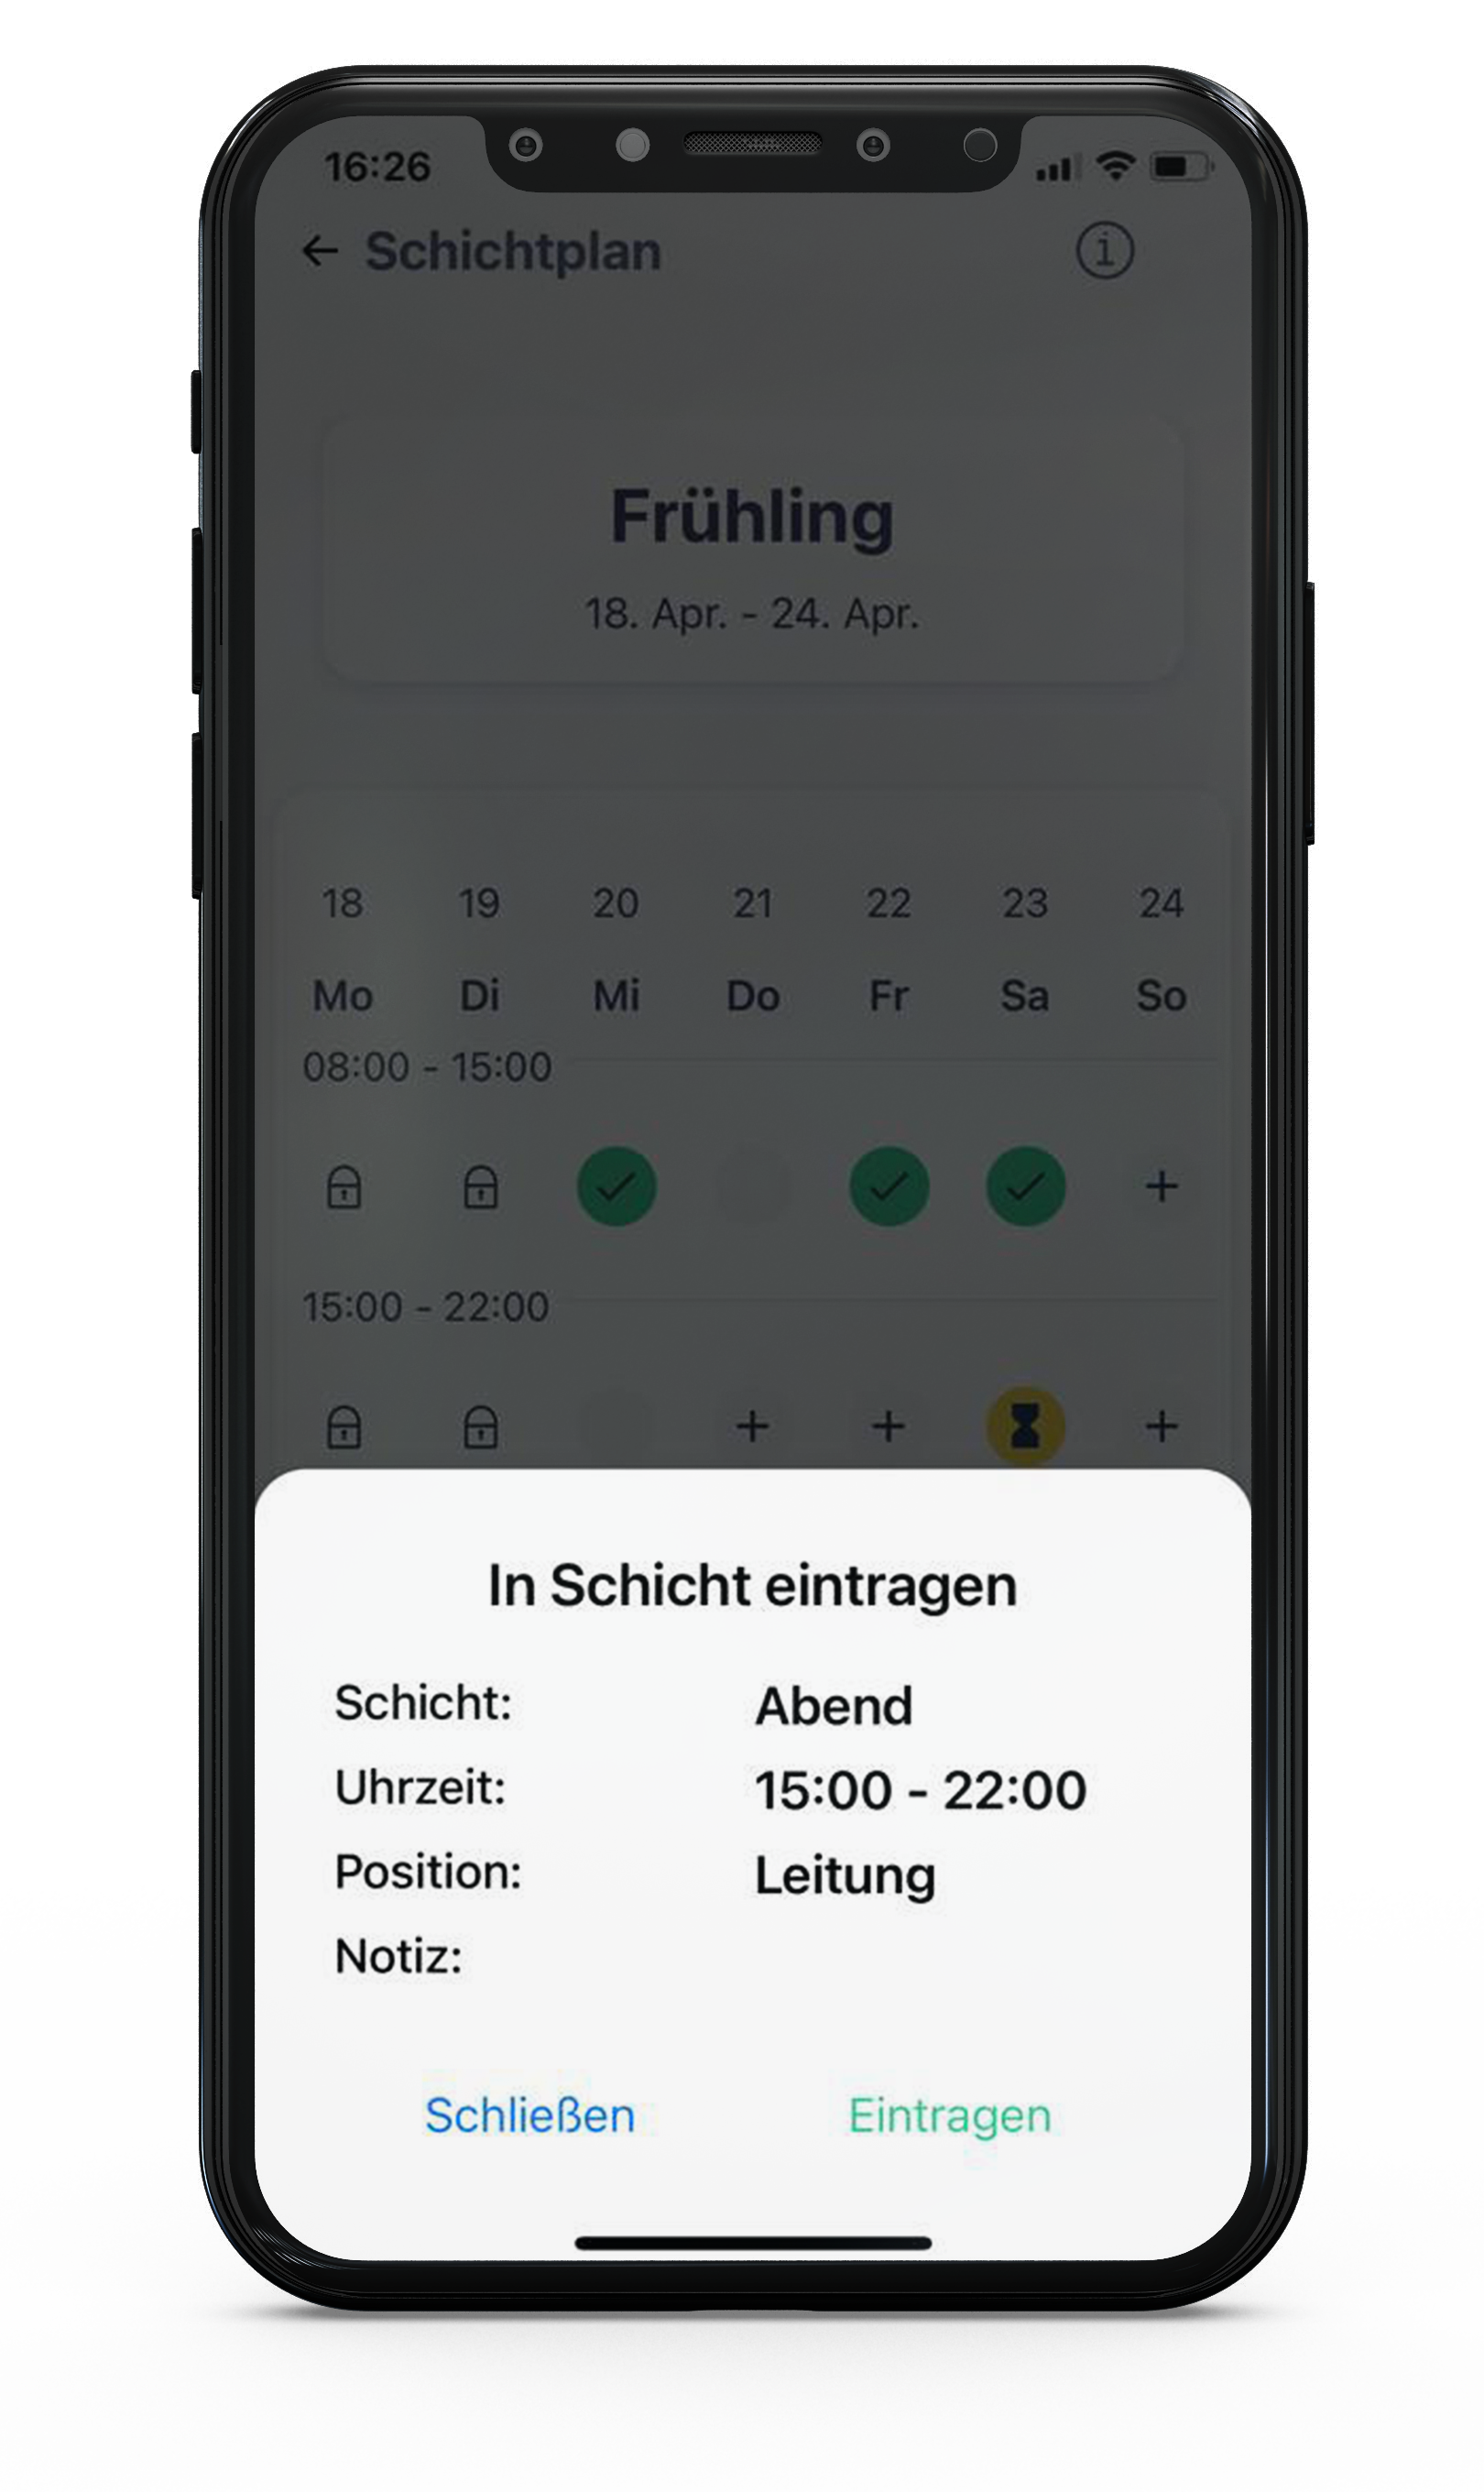 16:26
Schichtplan
Frühling
18. Apr. - 24. Apr.
18 19 20 21 22 23 24
Mo Di Mi Do Fr Sa So
08:00 - 15:00
15:00 - 22:00
In Schicht eintragen
Schicht: Abend
Uhrzeit: 15:00 - 22:00
Position: Leitung
Notiz:
Schließen Eintragen